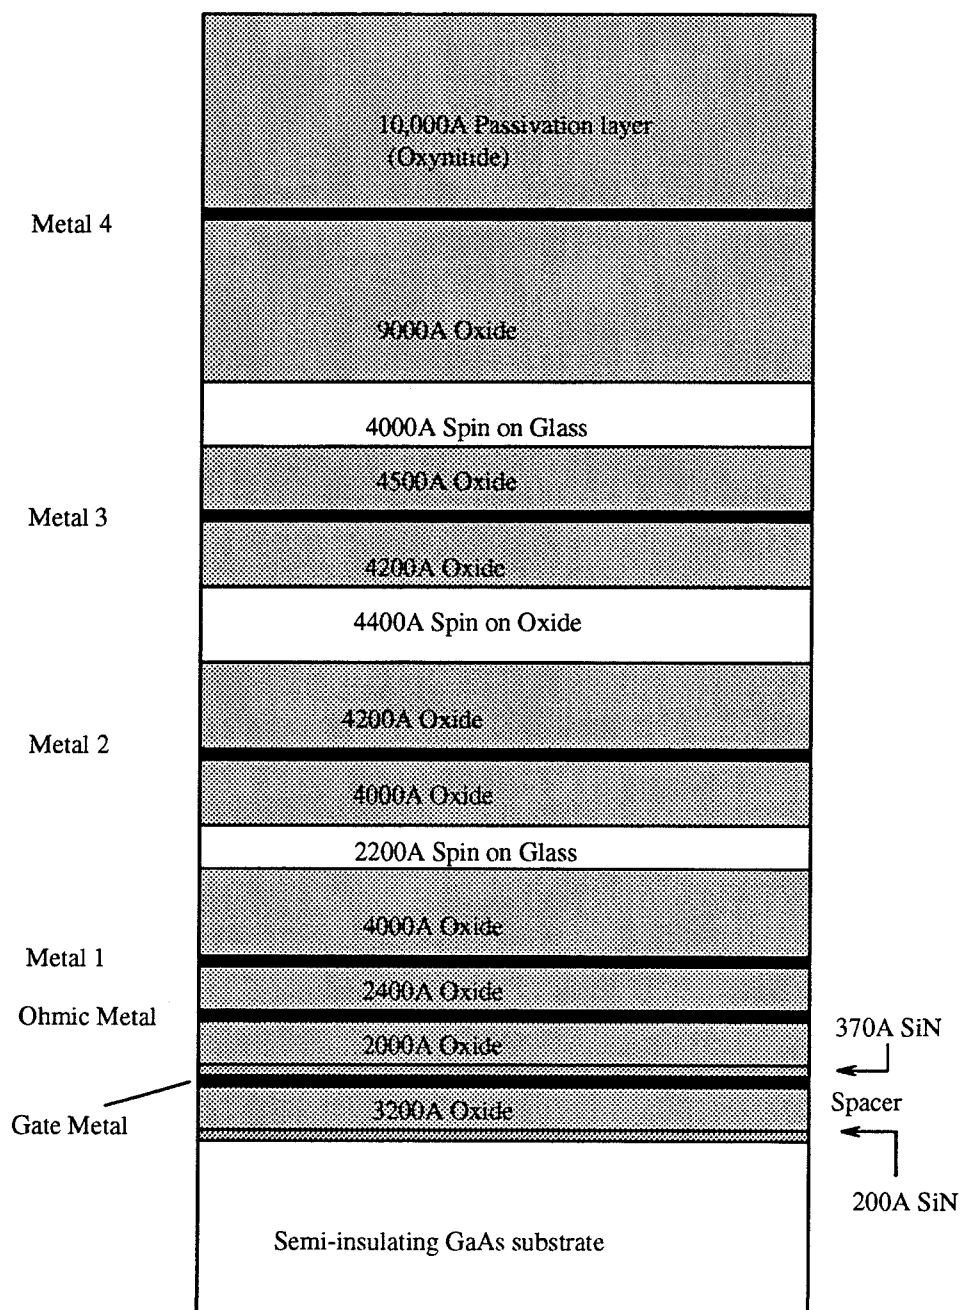 10,000A Passivation layer
(Oxynitide)
Metal 4
9000A Oxide
4000A Spin on Glass
4500A Oxide
Metal 3
4200A Oxide
4400A Spin on Oxide
4200A Oxide
Metal 2
4000A Oxide
2200A Spin on Glass
4000A Oxide
Metal 1
2400A Oxide
Ohmic Metal
370A SiN
2000A Oxide
Spacer
3200A Oxide
Gate Metal
200A SiN
Semi-insulating GaAs substrate